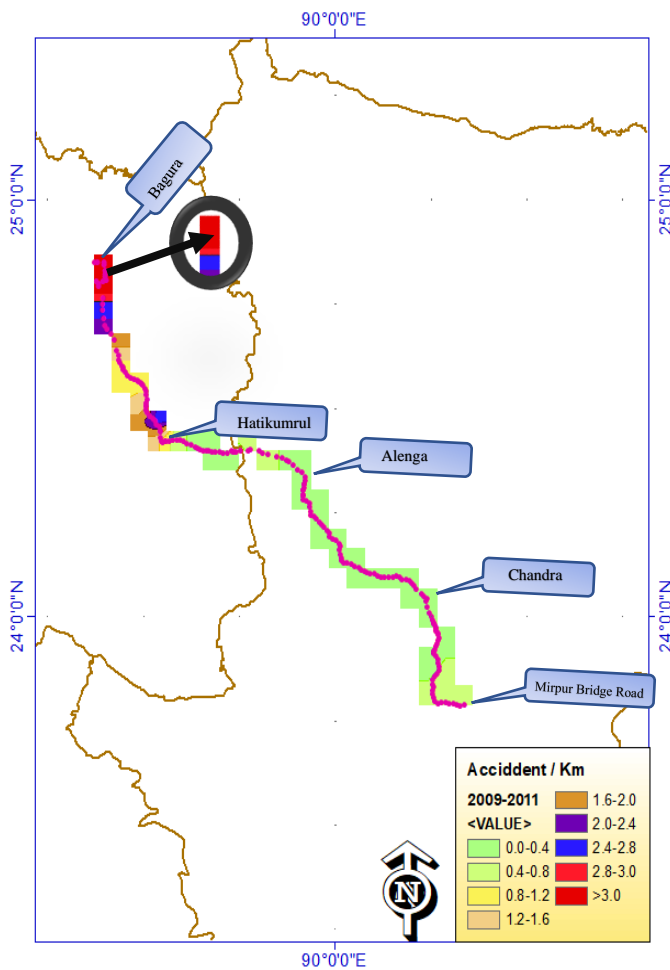 90°0'0"E
25°0'0"N
25°0'0"N
Bagura
Hatikumrul
Alenga
Chandra
24°0'0"N
24°0'0"N
Mirpur Bridge Road
Acciddent / Km
2009-2011
<VALUE>
0.0-0.4
0.4-0.8
0.8-1.2
1.2-1.6
1.6-2.0
2.0-2.4
2.4-2.8
2.8-3.0
>3.0
N
90°0'0"E